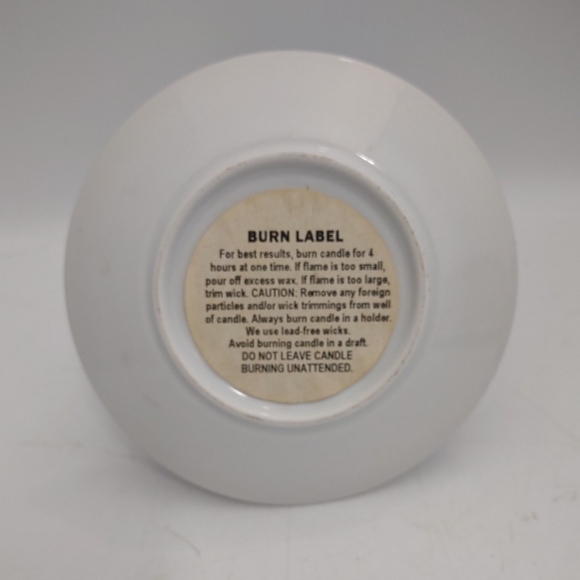 BURN LABEL
For best results, burn candle for 4
hours at one time. If flame is too small,
pour off excess wax. If flame is too large,
trim wick. CAUTION: Remove any foreign
particles and/or wick trimmings from well
of candle. Always burn candle in a holder.
We use lead-free wicks.
Avoid burning candle in a draft.
DO NOT LEAVE CANDLE
BURNING UNATTENDED.